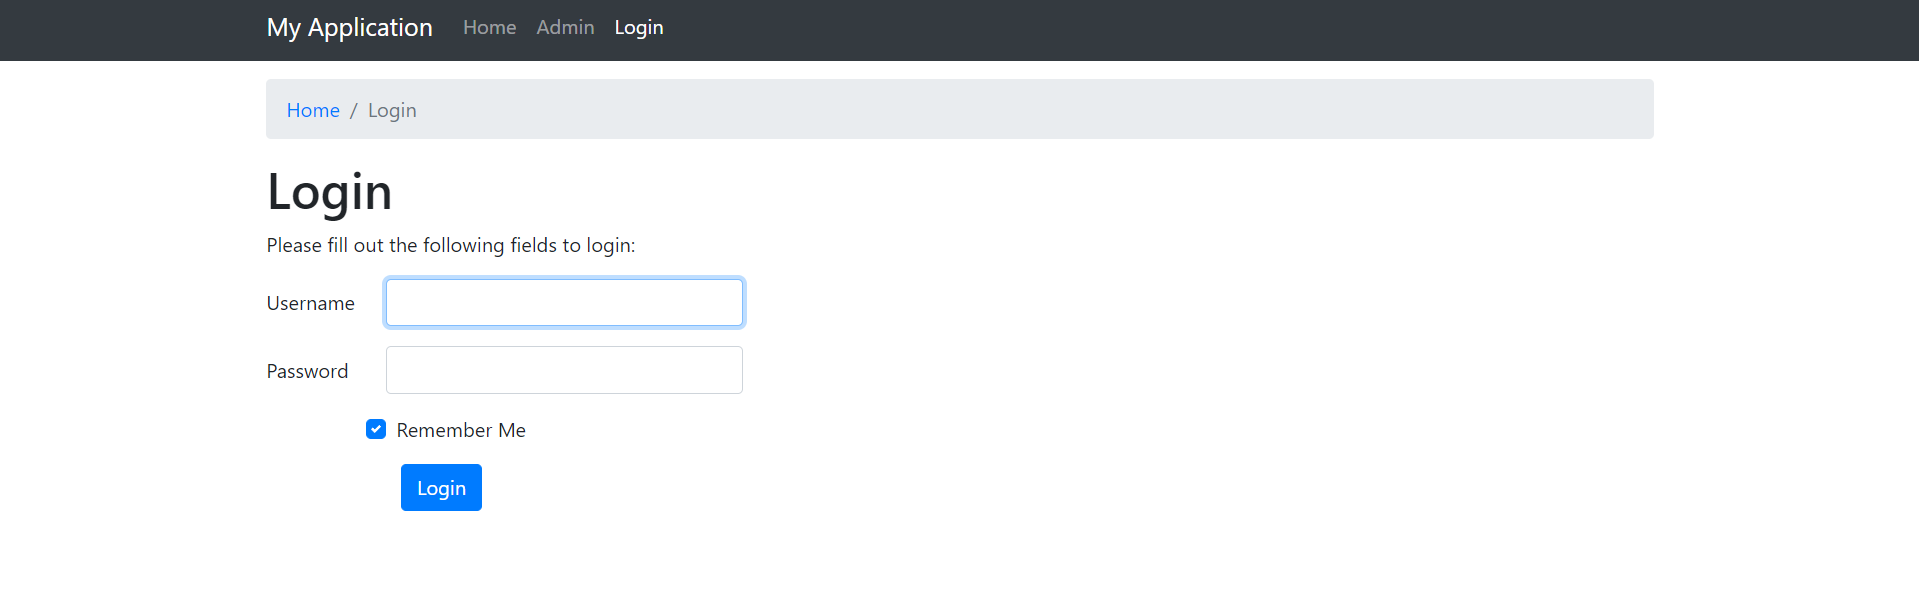 My Application Home Admin Login
Home / Login
Login
Please fill out the following fields to login:
Username
Password
Remember Me
Login